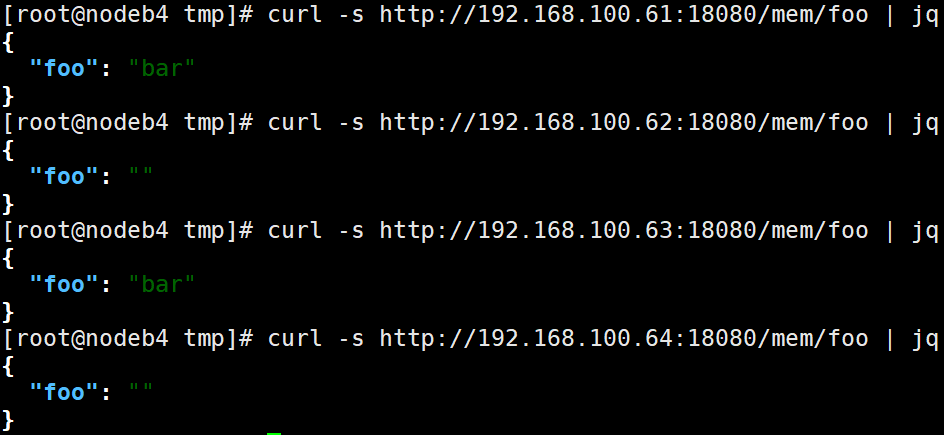 [root@nodeb4 tmp]# curl -s http://192.168.100.61:18080/mem/foo | jq
{
  "foo": "bar"
}
[root@nodeb4 tmp]# curl -s http://192.168.100.62:18080/mem/foo | jq
{
  "foo": ""
}
[root@nodeb4 tmp]# curl -s http://192.168.100.63:18080/mem/foo | jq
{
  "foo": "bar"
}
[root@nodeb4 tmp]# curl -s http://192.168.100.64:18080/mem/foo | jq
{
  "foo": ""
}